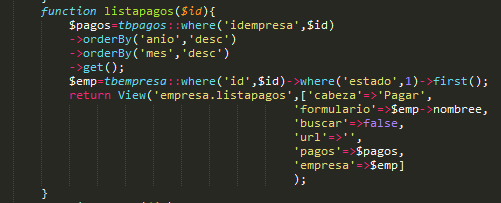 }
function listapagos($id){
$pagos=tbpagos::where('idempresa',$id)
->orderBy('anio','desc')
->orderBy('mes','desc')
->get();
$emp=tbempresa::where('id',$id)->where('estado',1)->first();
return View('empresa.listapagos',['cabeza'=>'Pagar',
'formulario'=>$emp->nombree,
'buscar'=>false,
'url'=>'',
'pagos'=>$pagos,
'empresa'=>$emp]
);
}